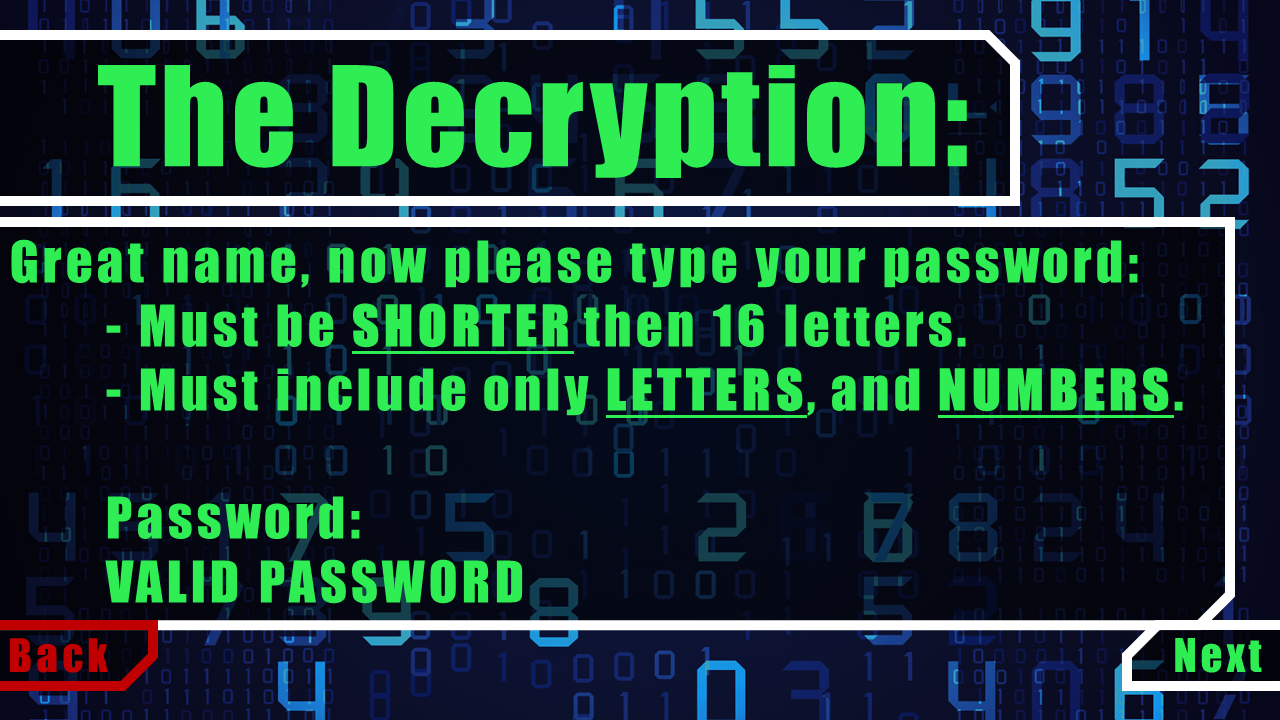 The Decryption:
Great name, now please type your password:
- Must be SHORTER then 16 letters.
- Must include only LETTERS, and NUMBERS.
Password:
VALID PASSWORD
Back
Next